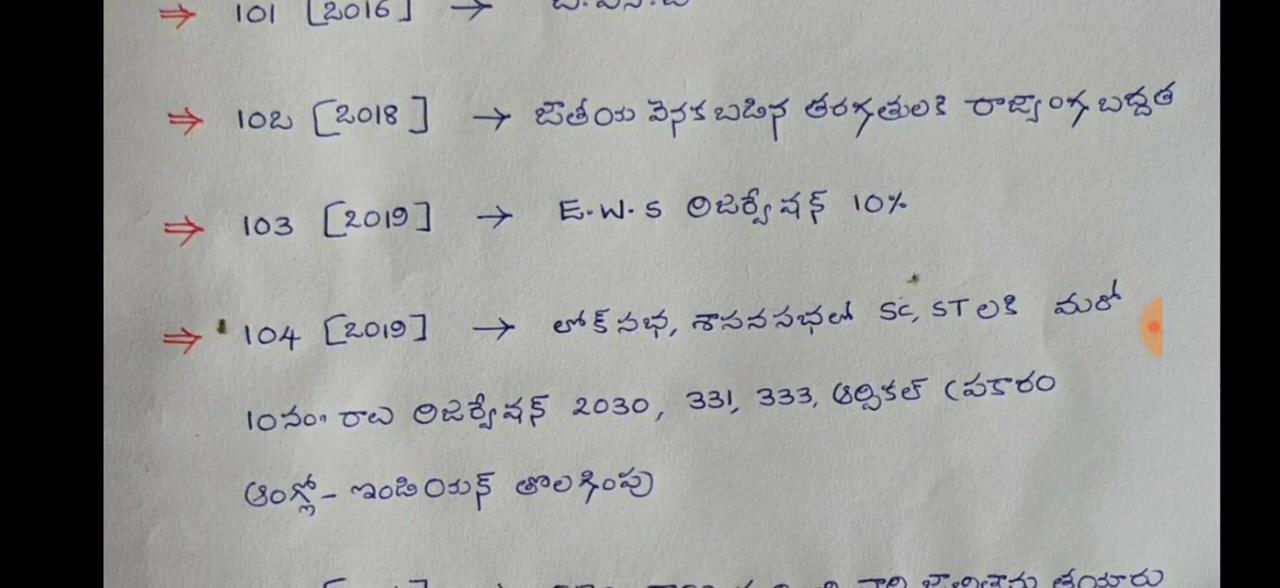 ⇒ 101 [2016] →
⇒ 102 [2018] → జాతీయ వెనకబడిన తరగతులకి రాజ్యాంగ బద్దత
⇒ 103 [2019] → E.W.S రిజర్వేషన్ 10%
⇒ 104 [2019] → లోక్ సభ, శాసనసభలో SC, ST లకి మరో
10సం. రాలు రిజర్వేషన్ 2030, 331, 333, ఆర్టికల్ ప్రకారం
ఆంగ్లో-ఇండియన్ తొలగింపు